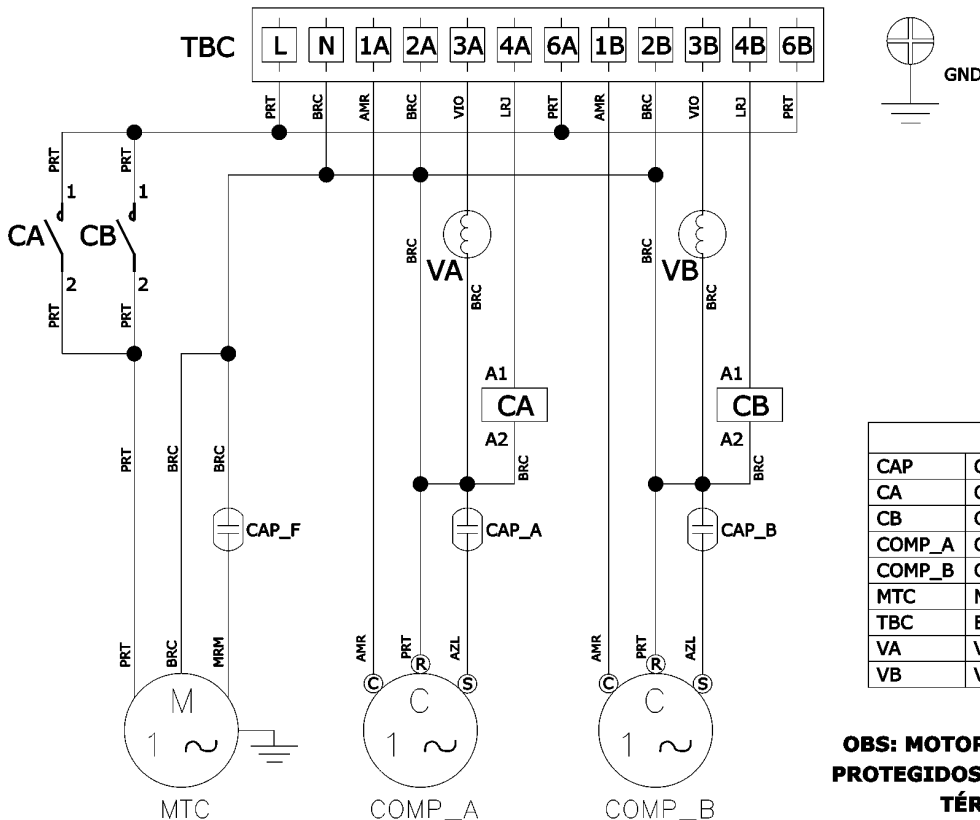 TBC L N 1A 2A 3A 4A 6A 1B 2B 3B 4B 6B
GND
PRT BRC AMR BRC VIO LRJ PRT AMR BRC VIO LRJ PRT
PRT PRT
1 1
CA CB
2 2
PRT PRT
BRC VA BRC
BRC VB BRC
A1 A1
CA CB
A2 A2
BRC BRC
PRT BRC BRC
CAP_F CAP_A CAP_B
PRT BRC MRM
AMR PRT AZL
AMR PRT AZL
C R S
C R S
M C C
1 ~ 1 ~ 1 ~
MTC COMP_A COMP_B
CAP
CA
CB
COMP_A
COMP_B
MTC
TBC
VA
VB
OBS:
PROTEGIDOS